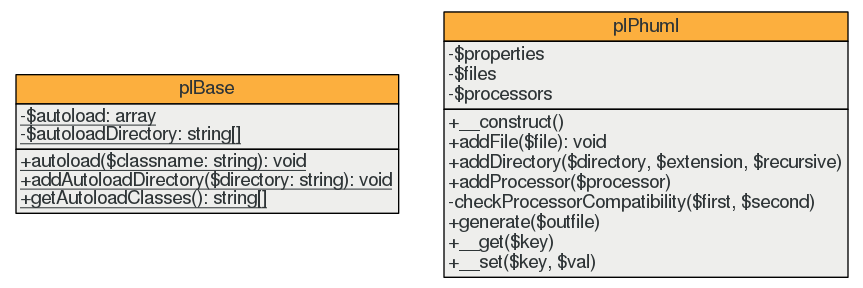 plBase
-$autoload: array
-$autoloadDirectory: string[]
+autoload($classname: string): void
+addAutoloadDirectory($directory: string): void
+getAutoloadClasses(): string[]
plPhuml
-$properties
-$files
-$processors
+__construct()
+addFile($file): void
+addDirectory($directory, $extension, $recursive)
+addProcessor($processor)
-checkProcessorCompatibility($first, $second)
+generate($outfile)
+__get($key)
+__set($key, $val)